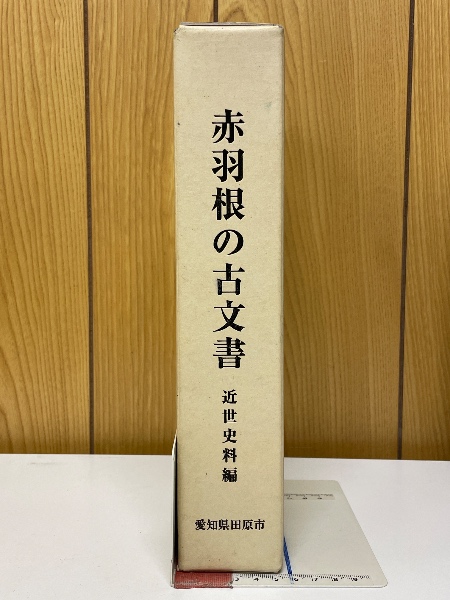 赤羽根の古文書
近世史料編
愛知県田原市